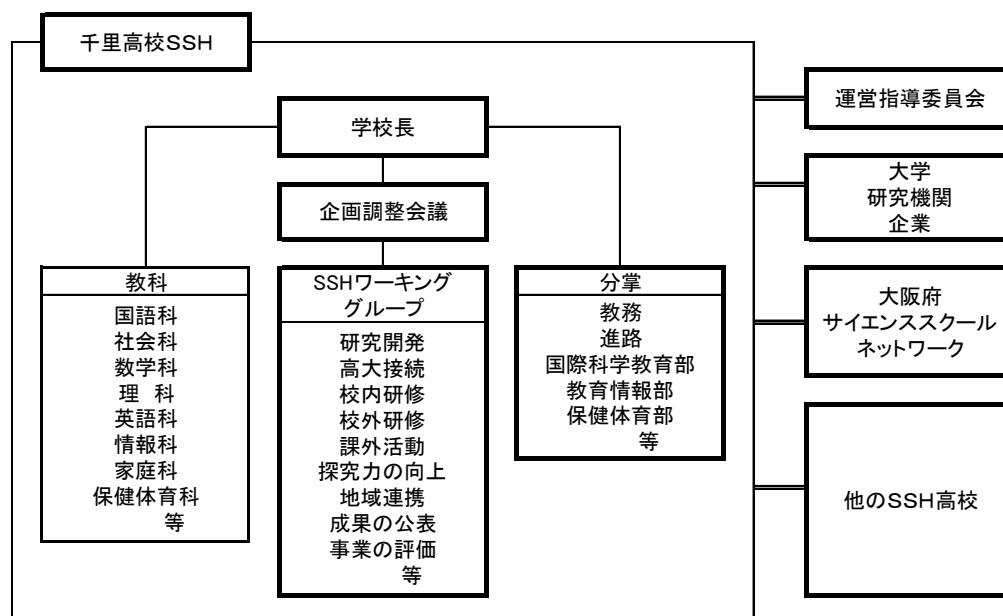 千里高校SSH
学校長
企画調整会議
教科
国語科
社会科
数学科
理　科
英語科
情報科
家庭科
保健体育科
等
SSHワーキング
グループ
研究開発
高大接続
校内研修
校外研修
課外活動
探究力の向上
地域連携
成果の公表
事業の評価
等
分掌
教務
進路
国際科学教育部
教育情報部
保健体育部
等
運営指導委員会
大学
研究機関
企業
大阪府
サイエンススクール
ネットワーク
他のSSH高校